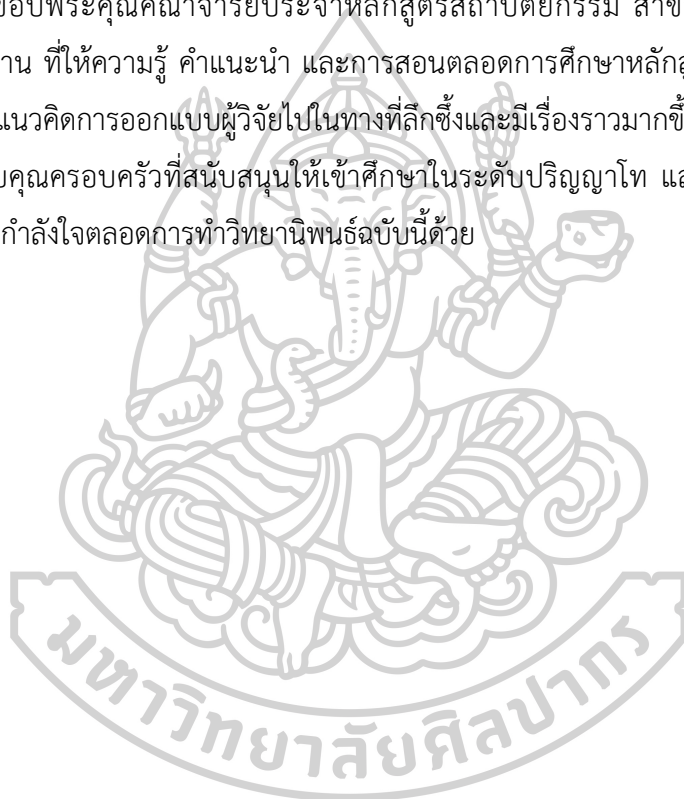 ขอบพระคุณคณาจารย์ประจำหลักสูตรสถาปัตยกรรม สาข
าน ที่ให้ความรู้ คำแนะนำ และการสอนตลอดการศึกษาหลักสู
แนวคิดการออกแบบผู้วิจัยไปในทางที่ลึกซึ้งและมีเรื่องราวมากขึ้
บคุณครอบครัวที่สนับสนุนให้เข้าศึกษาในระดับปริญญาโท แล
กำลังใจตลอดการทำวิทยานิพนธ์ฉบับนี้ด้วย
มหาวิทยาลัยศิลปากร